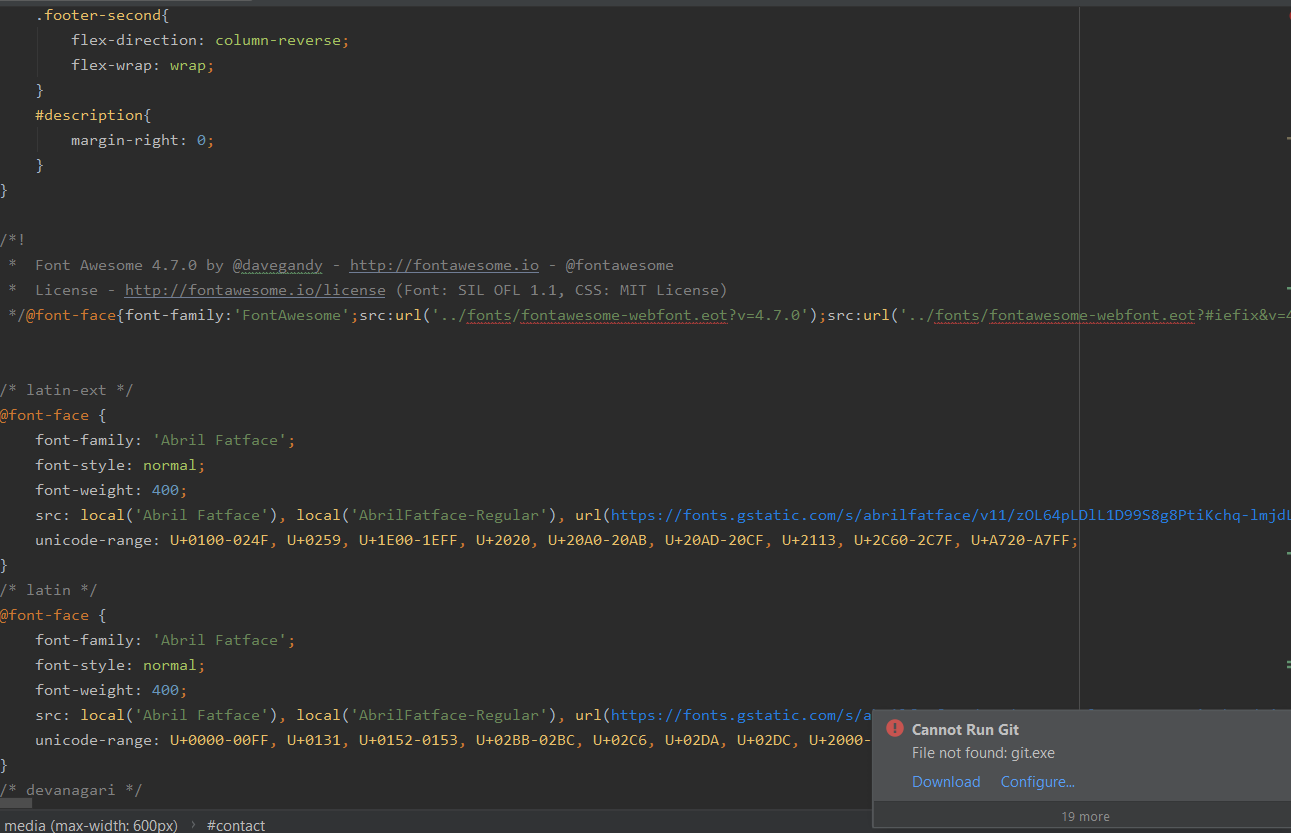 .footer-second{
flex-direction: column-reverse;
flex-wrap: wrap;
}
#description{
margin-right: 0;
}
}
/*!
*  Font Awesome 4.7.0 by @davegandy - http://fontawesome.io - @fontawesome
*  License - http://fontawesome.io/license (Font: SIL OFL 1.1, CSS: MIT License)
*/@font-face{font-family:'FontAwesome';src:url('../fonts/fontawesome-webfont.eot?v=4.7.0');src:url('../fonts/fontawesome-webfont.eot?#iefix&v=4
/* latin-ext */
@font-face {
font-family: 'Abril Fatface';
font-style: normal;
font-weight: 400;
src: local('Abril Fatface'), local('AbrilFatface-Regular'), url(https://fonts.gstatic.com/s/abrilfatface/v11/zOL64pLDlL1D99S8g8PtiKchq-lmjdL
unicode-range: U+0100-024F, U+0259, U+1E00-1EFF, U+2020, U+20A0-20AB, U+20AD-20CF, U+2113, U+2C60-2C7F, U+A720-A7FF;
}
/* latin */
@font-face {
font-family: 'Abril Fatface';
font-style: normal;
font-weight: 400;
src: local('Abril Fatface'), local('AbrilFatface-Regular'), url(https://fonts.gstatic.com/s/a
unicode-range: U+0000-00FF, U+0131, U+0152-0153, U+02BB-02BC, U+02C6, U+02DA, U+02DC, U+2000-
}
/* devanagari */
Cannot Run Git
File not found: git.exe
Download Configure...
19 more
media (max-width: 600px) › #contact